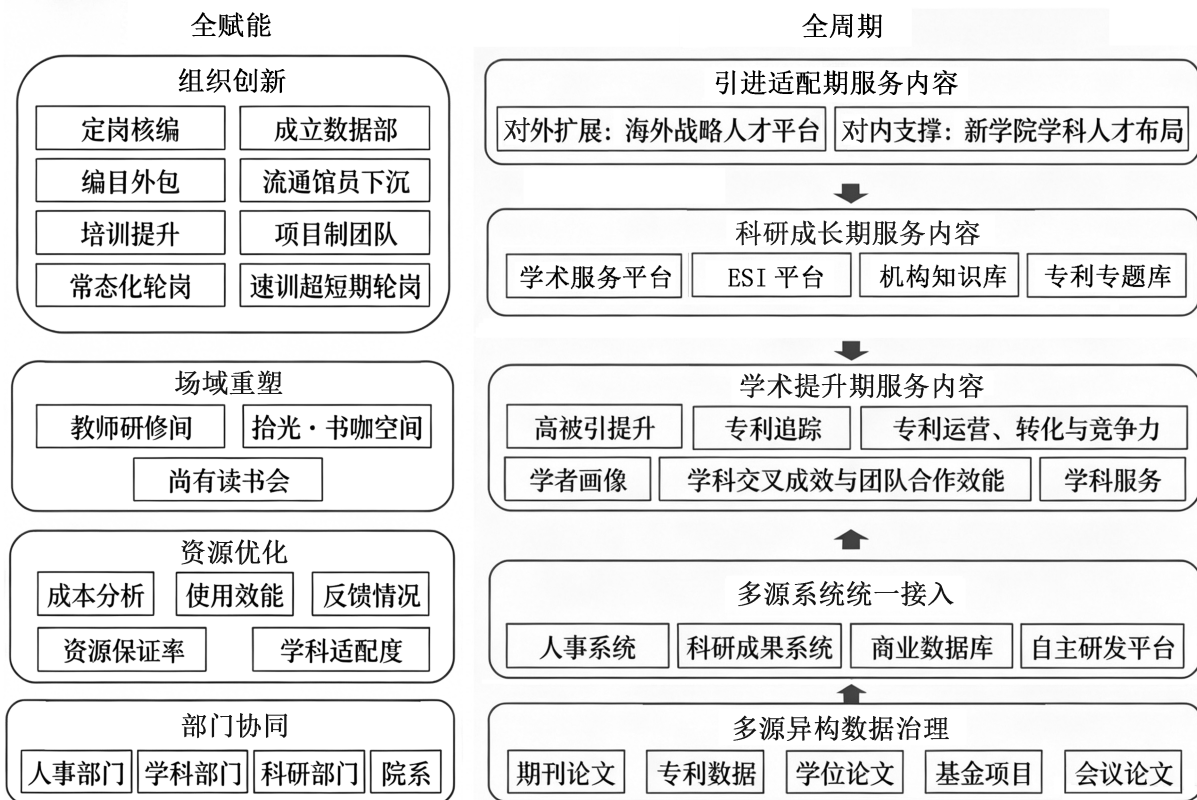 全赋能
组织创新
定岗核编 成立数据部
编目外包 流通馆员下沉
培训提升 项目制团队
常态化轮岗 速训超短期轮岗
场域重塑
教师研修间 拾光·书咖空间
尚有读书会
资源优化
成本分析 使用效能 反馈情况
资源保证率 学科适配度
部门协同
人事部门 学科部门 科研部门 院系
全周期
引进适配期服务内容
对外扩展：海外战略人才平台 对内支撑：新学院学科人才布局
科研成长期服务内容
学术服务平台 ESI 平台 机构知识库 专利专题库
学术提升期服务内容
高被引提升 专利追踪 专利运营、转化与竞争力
学者画像 学科交叉成效与团队合作效能 学科服务
多源系统统一接入
人事系统 科研成果系统 商业数据库 自主研发平台
多源异构数据治理
期刊论文 专利数据 学位论文 基金项目 会议论文